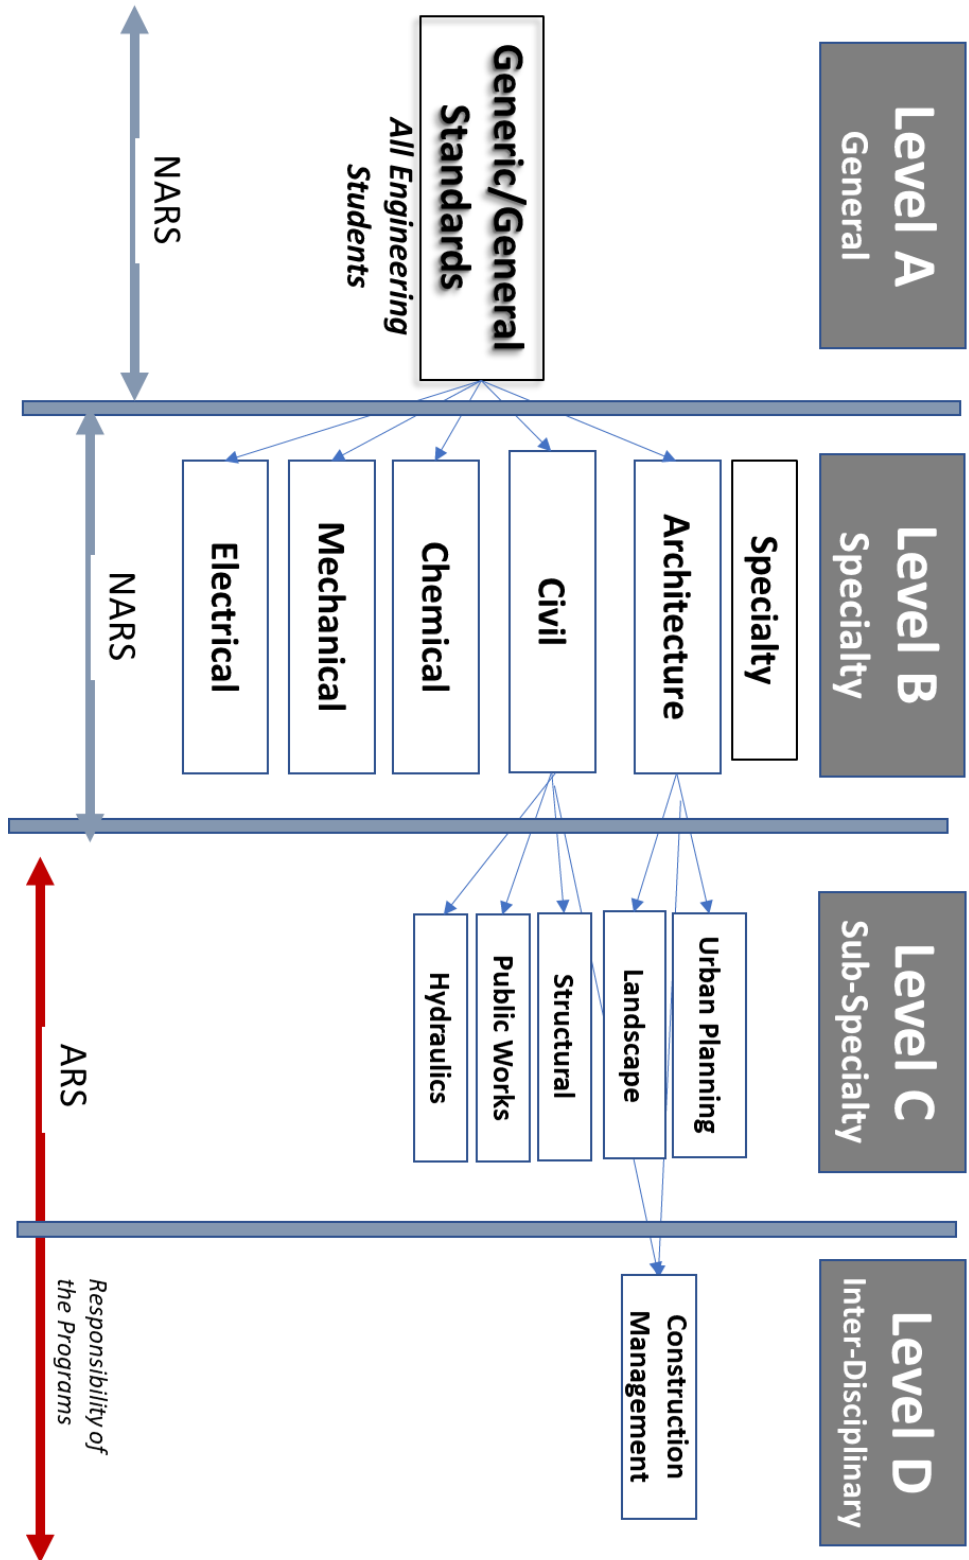 Level A
General
Level B
Specialty
Level C
Sub-Specialty
Level D
Inter-Disciplinary
Generic/General
Standards
All Engineering
Students
Specialty
Architecture
Civil
Chemical
Mechanical
Electrical
Urban Planning
Landscape
Structural
Public Works
Hydraulics
Construction
Management
NARS
NARS
ARS
Responsibility of
the Programs